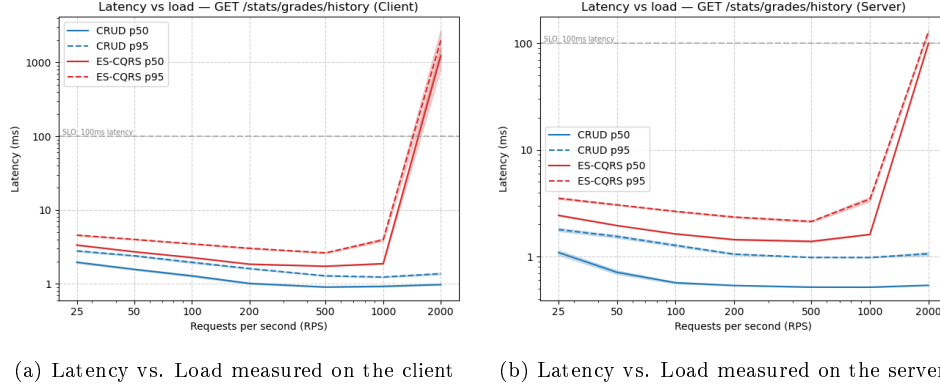 Latency vs load — GET /stats/grades/history (Client)
CRUD p50
CRUD p95
ES-CQRS p50
ES-CQRS p95
1000
100
10
1
SLO: 100ms latency
Latency (ms)
25 50 100 200 500 1000 2000
Requests per second (RPS)
(a) Latency vs. Load measured on the client
Latency vs load — GET /stats/grades/history (Server)
100
10
1
SLO: 100ms latency
CRUD p50
CRUD p95
ES-CQRS p50
ES-CQRS p95
Latency (ms)
25 50 100 200 500 1000 2000
Requests per second (RPS)
(b) Latency vs. Load measured on the server